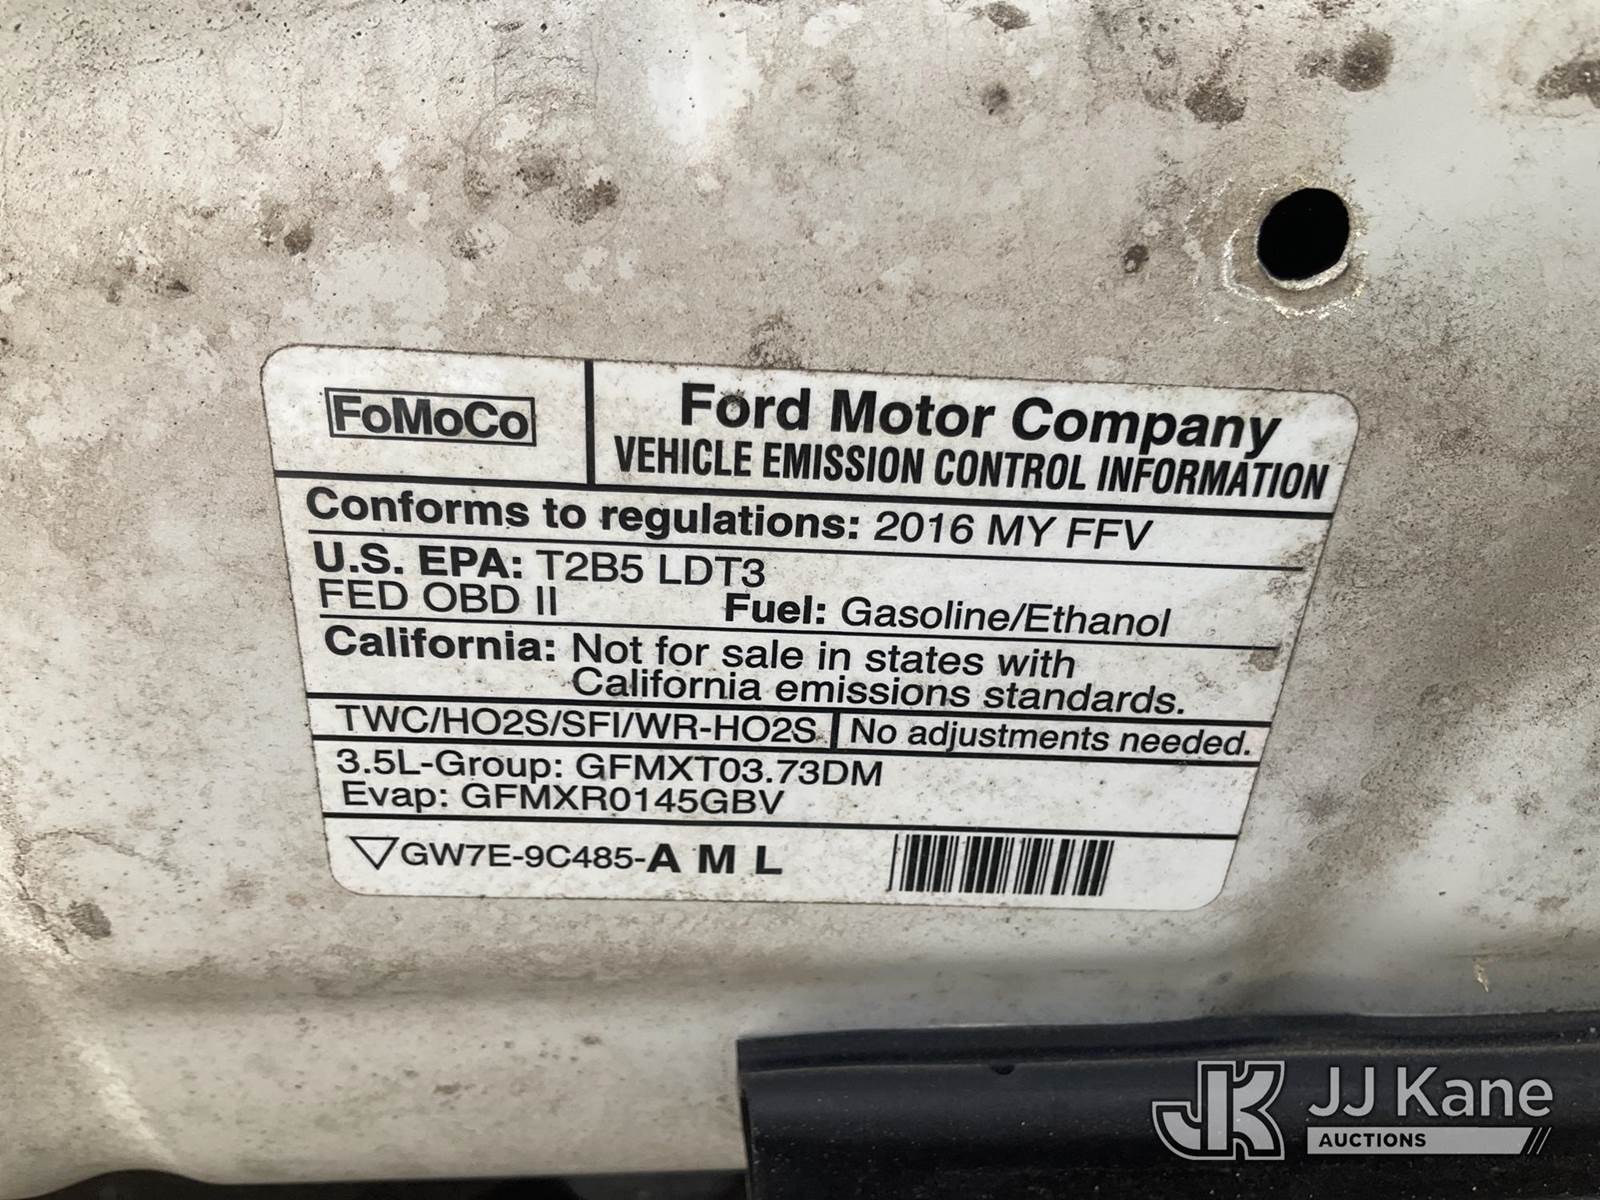 FoMoCo
Ford Motor Company
VEHICLE EMISSION CONTROL INFORMATION
Conforms to regulations: 2016 MY FFV
U.S. EPA: T2B5 LDT3
FED OBD II Fuel: Gasoline/Ethanol
California: Not for sale in states with
California emissions standards.
TWC/HO2S/SFI/WR-HO2S No adjustments needed.
3.5L-Group: GFMXT03.73DM
Evap: GFMXR0145GBV
GW7E-9C485-A M L
JK JJ Kane
AUCTIONS